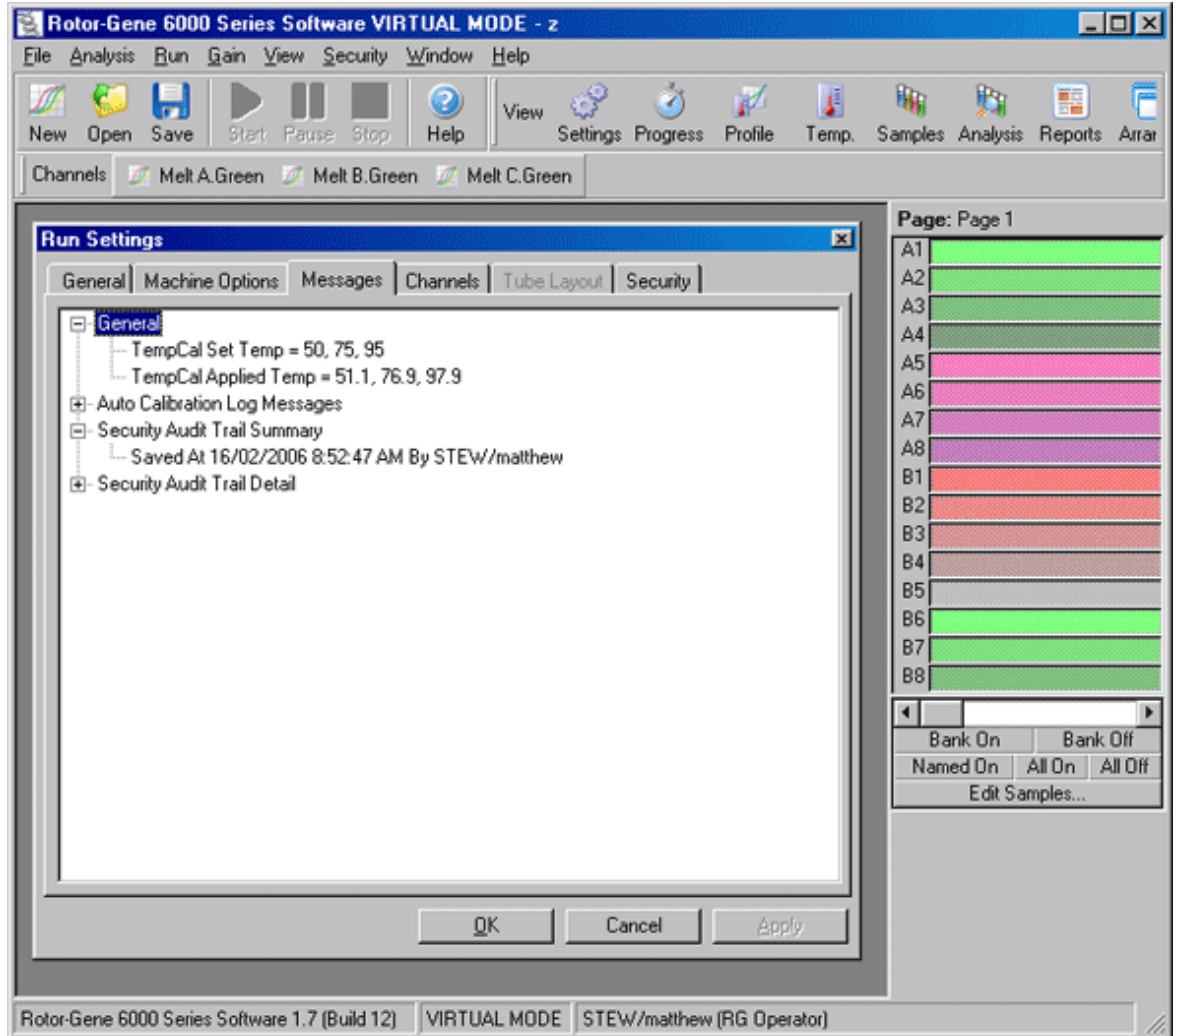 Rotor-Gene 6000 Series Software VIRTUAL MODE - z
File Analysis Run Gain View Security Window Help
New Open Save Start Pause Stop Help View Settings Progress Profile Temp. Samples Analysis Reports Arrar
Channels Melt A.Green Melt B.Green Melt C.Green
Run Settings
General Machine Options Messages Channels Tube Layout Security
General
TempCal Set Temp = 50, 75, 95
TempCal Applied Temp = 51.1, 76.9, 97.9
Auto Calibration Log Messages
Security Audit Trail Summary
Saved At 16/02/2006 8:52:47 AM By STEW/matthew
Security Audit Trail Detail
OK Cancel Apply
Page: Page 1
A1
A2
A3
A4
A5
A6
A7
A8
B1
B2
B3
B4
B5
B6
B7
B8
Bank On Bank Off
Named On All On All Off
Edit Samples...
Rotor-Gene 6000 Series Software 1.7 (Build 12) VIRTUAL MODE STEW/matthew (RG Operator)